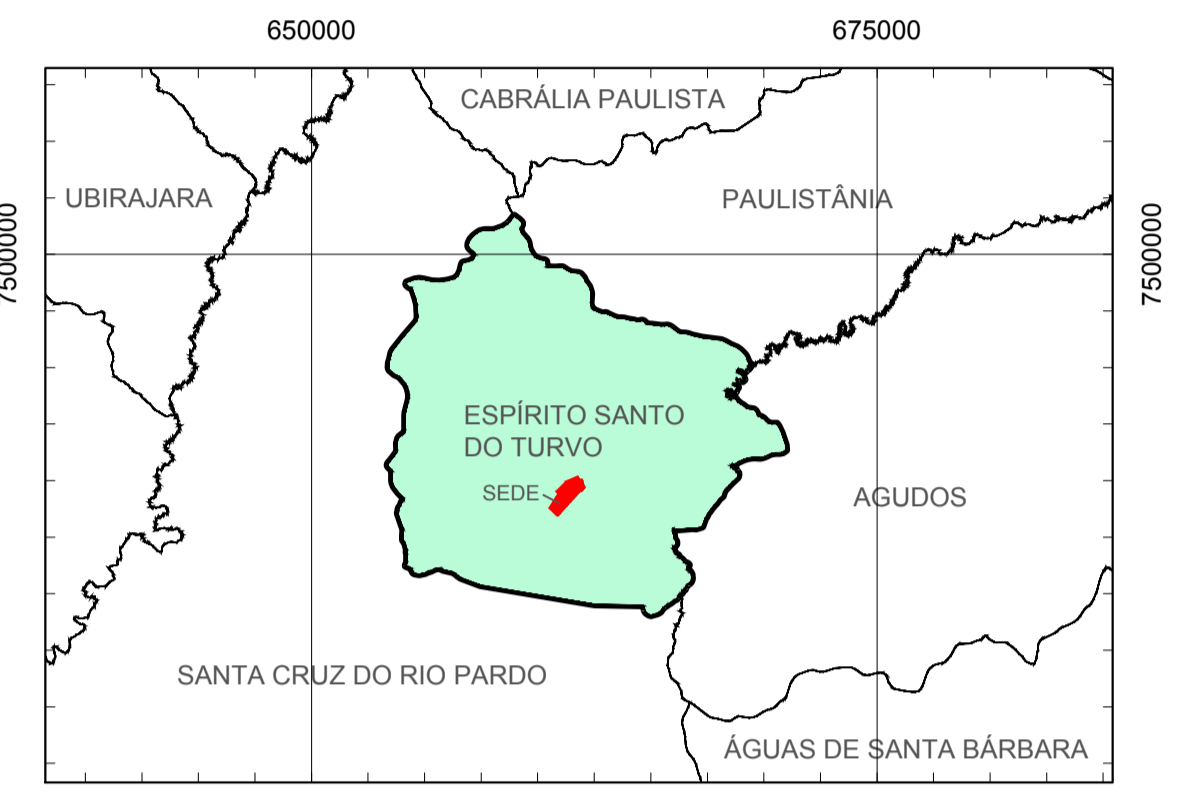 650000
675000
CABRÁLIA PAULISTA
UBIRAJARA
PAULISTÂNIA
7500000
7500000
ESPÍRITO SANTO
DO TURVO
SEDE
AGUDOS
SANTA CRUZ DO RIO PARDO
ÁGUAS DE SANTA BÁRBARA